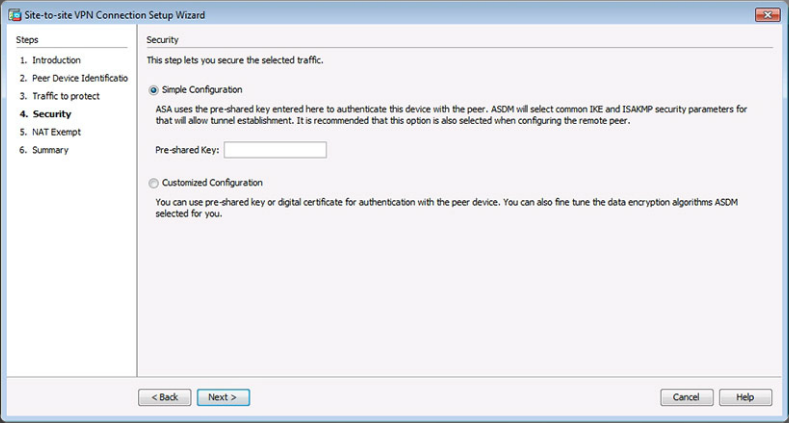 Site-to-site VPN Connection Setup Wizard
Steps
1. Introduction
2. Peer Device Identificatio
3. Traffic to protect
4. Security
5. NAT Exempt
6. Summary
Security
This step lets you secure the selected traffic.
Simple Configuration
ASA uses the pre-shared key entered here to authenticate this device with the peer. ASDM will select common IKE and ISAKMP security parameters for
that will allow tunnel establishment. It is recommended that this option is also selected when configuring the remote peer.
Pre-shared Key:
Customized Configuration
You can use pre-shared key or digital certificate for authentication with the peer device. You can also fine tune the data encryption algorithms ASDM
selected for you.
< Back
Next >
Cancel
Help